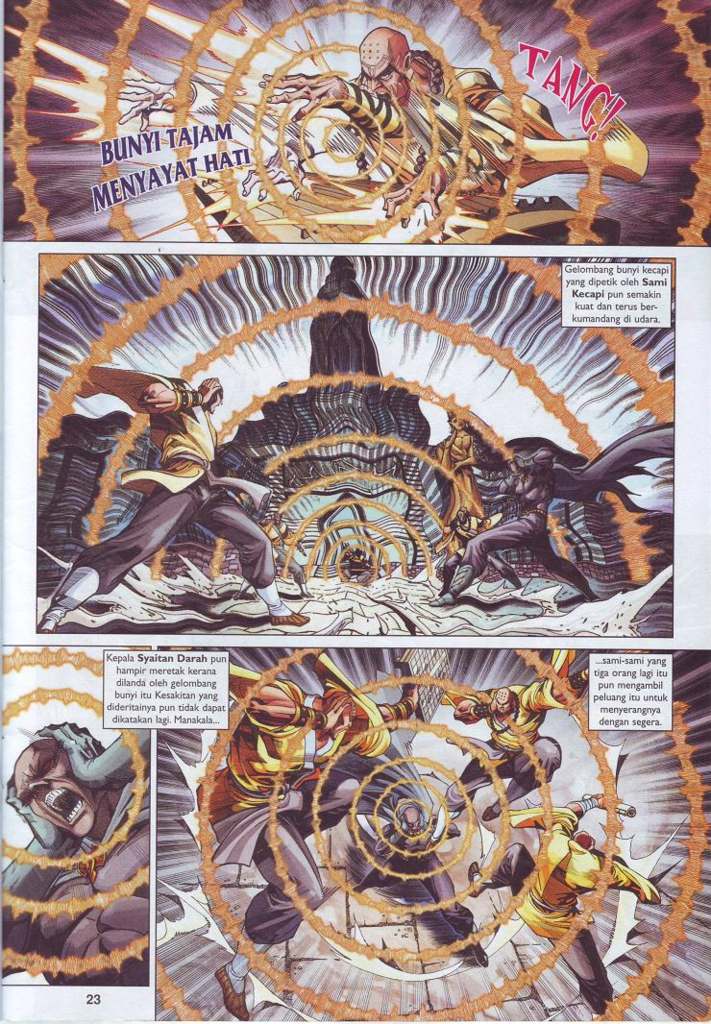 BUNYI TAJAM
MENYAYAT HATI
TANG!
Gelombang bunyi kecapi
yang dipetik oleh Sami
Kecapi pun semakin
kuat dan terus ber-
kumandang di udara.
Kepala Syaitan Darah pun
hampir meretak kerana
dilanda oleh gelombang
bunyi itu Kesakitan yang
dideritainya pun tidak dapat
dikatakan lagi. Manakala...
...sami-sami yang
tiga orang lagi itu
pun mengambil
peluang itu untuk
menyerangnya
dengan segera.
23